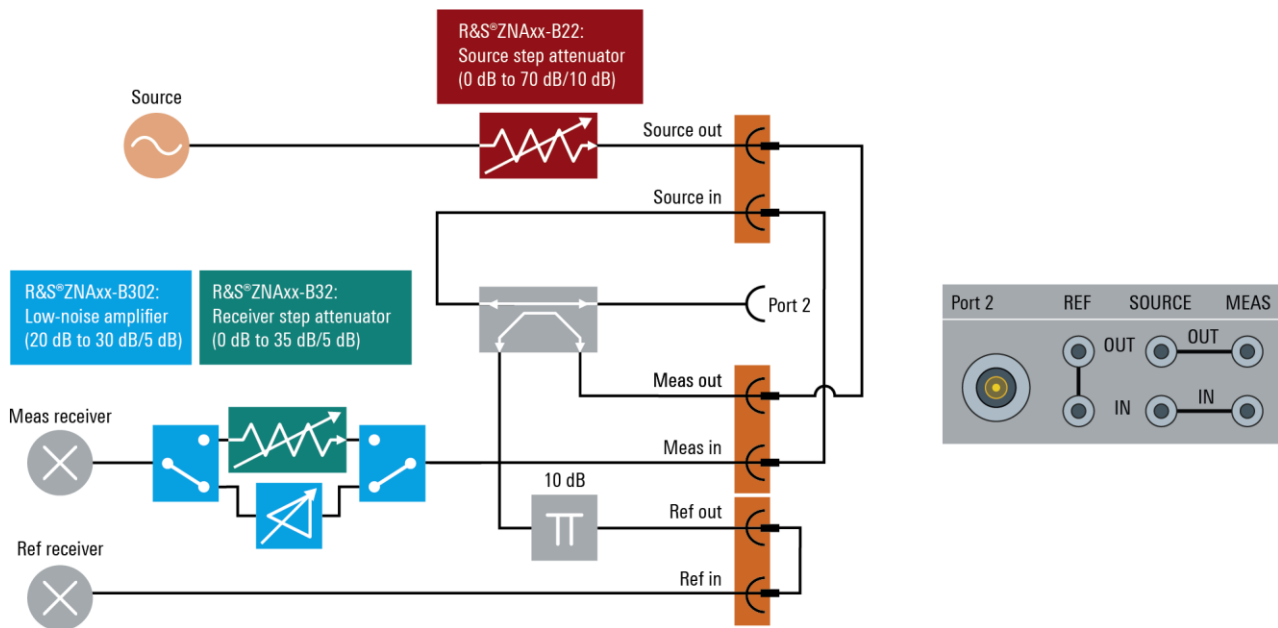 R&S®ZNAxx-B22:
Source step attenuator
(0 dB to 70 dB/10 dB)
Source
Source out
Source in
R&S®ZNAxx-B302:
Low-noise amplifier
(20 dB to 30 dB/5 dB)
R&S®ZNAxx-B32:
Receiver step attenuator
(0 dB to 35 dB/5 dB)
Port 2
Meas out
Meas receiver
Meas in
10 dB
Ref out
Ref receiver
Ref in
Port 2 REF SOURCE MEAS
OUT OUT
IN IN